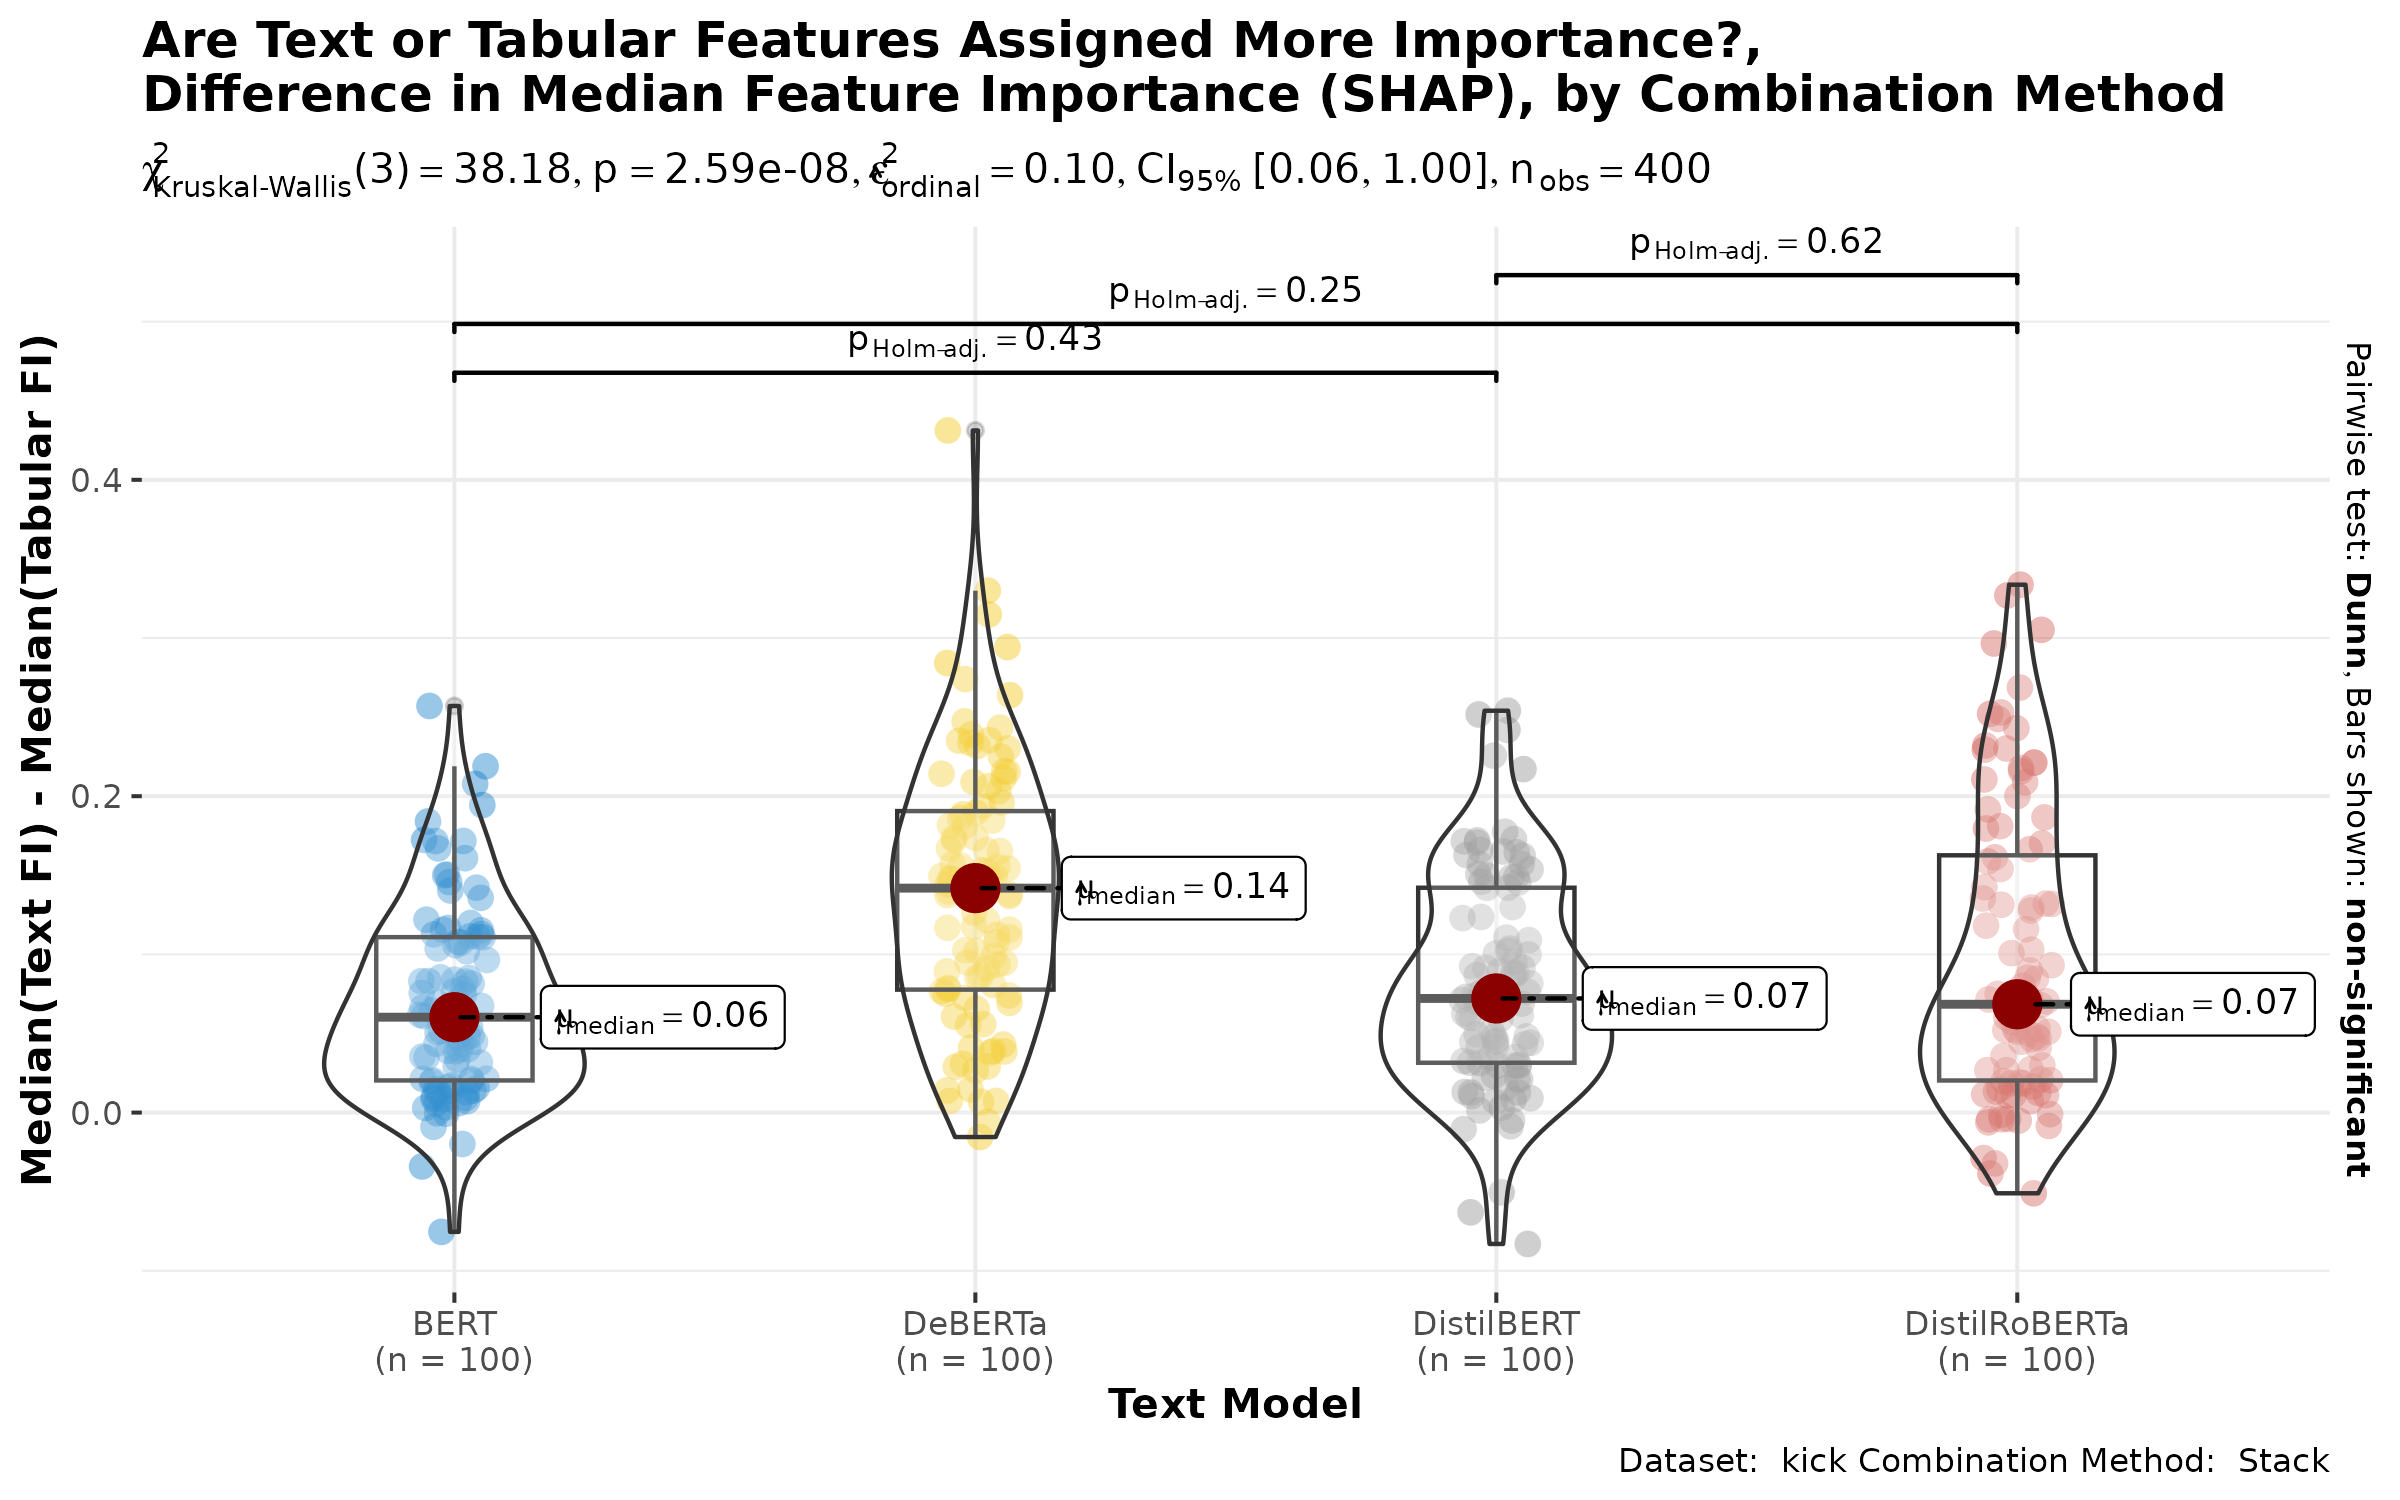 Are Text or Tabular Features Assigned More Importance?,
Difference in Median Feature Importance (SHAP), by Combination Method
χ²Kruskal-Wallis(3) = 38.18, p = 2.59e-08, ε̂²ordinal = 0.10, CI95% [0.06, 1.00], nobs = 400
pHolm-adj. = 0.62
pHolm-adj. = 0.25
pHolm-adj. = 0.43
Median(Text FI) - Median(Tabular FI)
0.4
0.2
0.0
μ̂median = 0.06
μ̂median = 0.14
μ̂median = 0.07
μ̂median = 0.07
Pairwise test: Dunn, Bars shown: non-significant
BERT
(n = 100)
DeBERTa
(n = 100)
DistilBERT
(n = 100)
DistilRoBERTa
(n = 100)
Text Model
Dataset:  kick Combination Method:  Stack